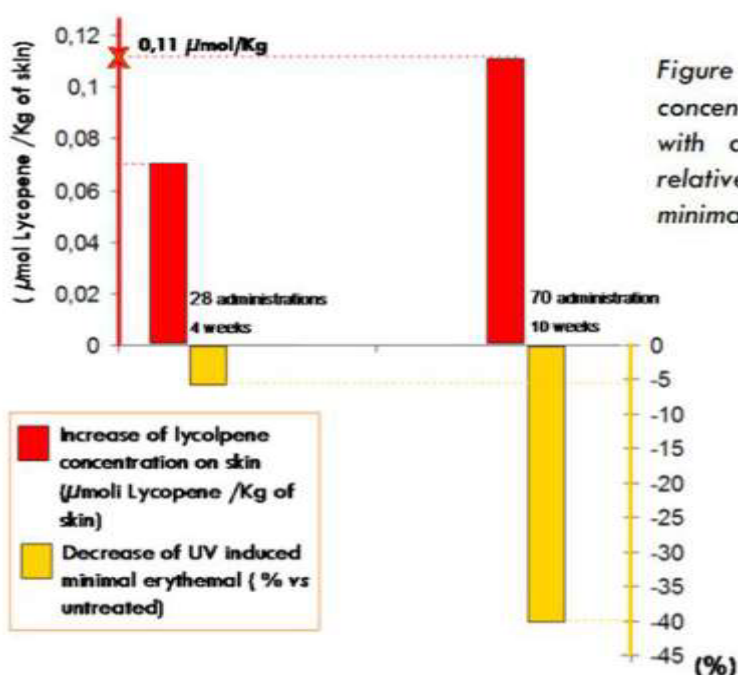 ( µmol Lycopene /Kg of skin)
0,12
0,1
0,08
0,06
0,04
0,02
0
0,11 µmol/Kg
28 administrations
4 weeks
70 administration
10 weeks
0
-5
-10
-15
-20
-25
-30
-35
-40
-45
(%)
Increase of lycolpene
concentration on skin
(µmoli Lycopene /Kg of
skin)
Decrease of UV induced
minimal erythemal ( % vs
untreated)
Figure
concen
with
relative